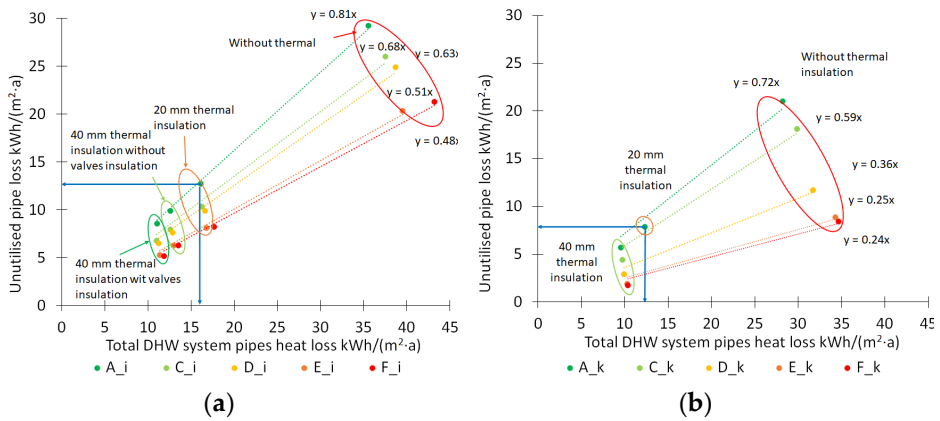 30
25
20
15
10
5
0
Unutilised pipe loss kWh/(m²·a)
y = 0.81x
Without thermal
y = 0.68x
y = 0.63x
20 mm thermal
insulation
y = 0.51x
40 mm thermal
insulation without
valves insulation
y = 0.48x
40 mm thermal
insulation wit valves
insulation
0 5 10 15 20 25 30 35 40 45
Total DHW system pipes heat loss kWh/(m²·a)
A_i C_i D_i E_i F_i
(a)
30
25
20
15
10
5
0
Unutilised pipe loss kWh/(m²·a)
Without thermal
insulation
y = 0.72x
y = 0.59x
20 mm
thermal
insulation
y = 0.36x
y = 0.25x
40 mm
thermal
insulation
y = 0.24x
0 5 10 15 20 25 30 35 40 45
Total DHW system pipes heat loss kWh/(m²·a)
A_k C_k D_k E_k F_k
(b)